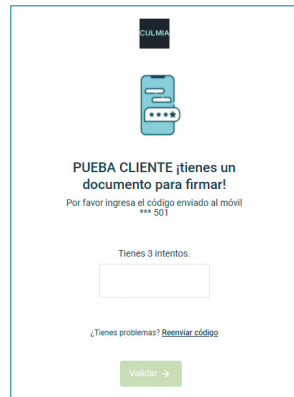 CULMIA
****
PUEBA CLIENTE ¡tienes un
documento para firmar!
Por favor ingresa el código enviado al móvil
*** 501
Tienes 3 intentos.
¿Tienes problemas? Reenviar código
Validar →